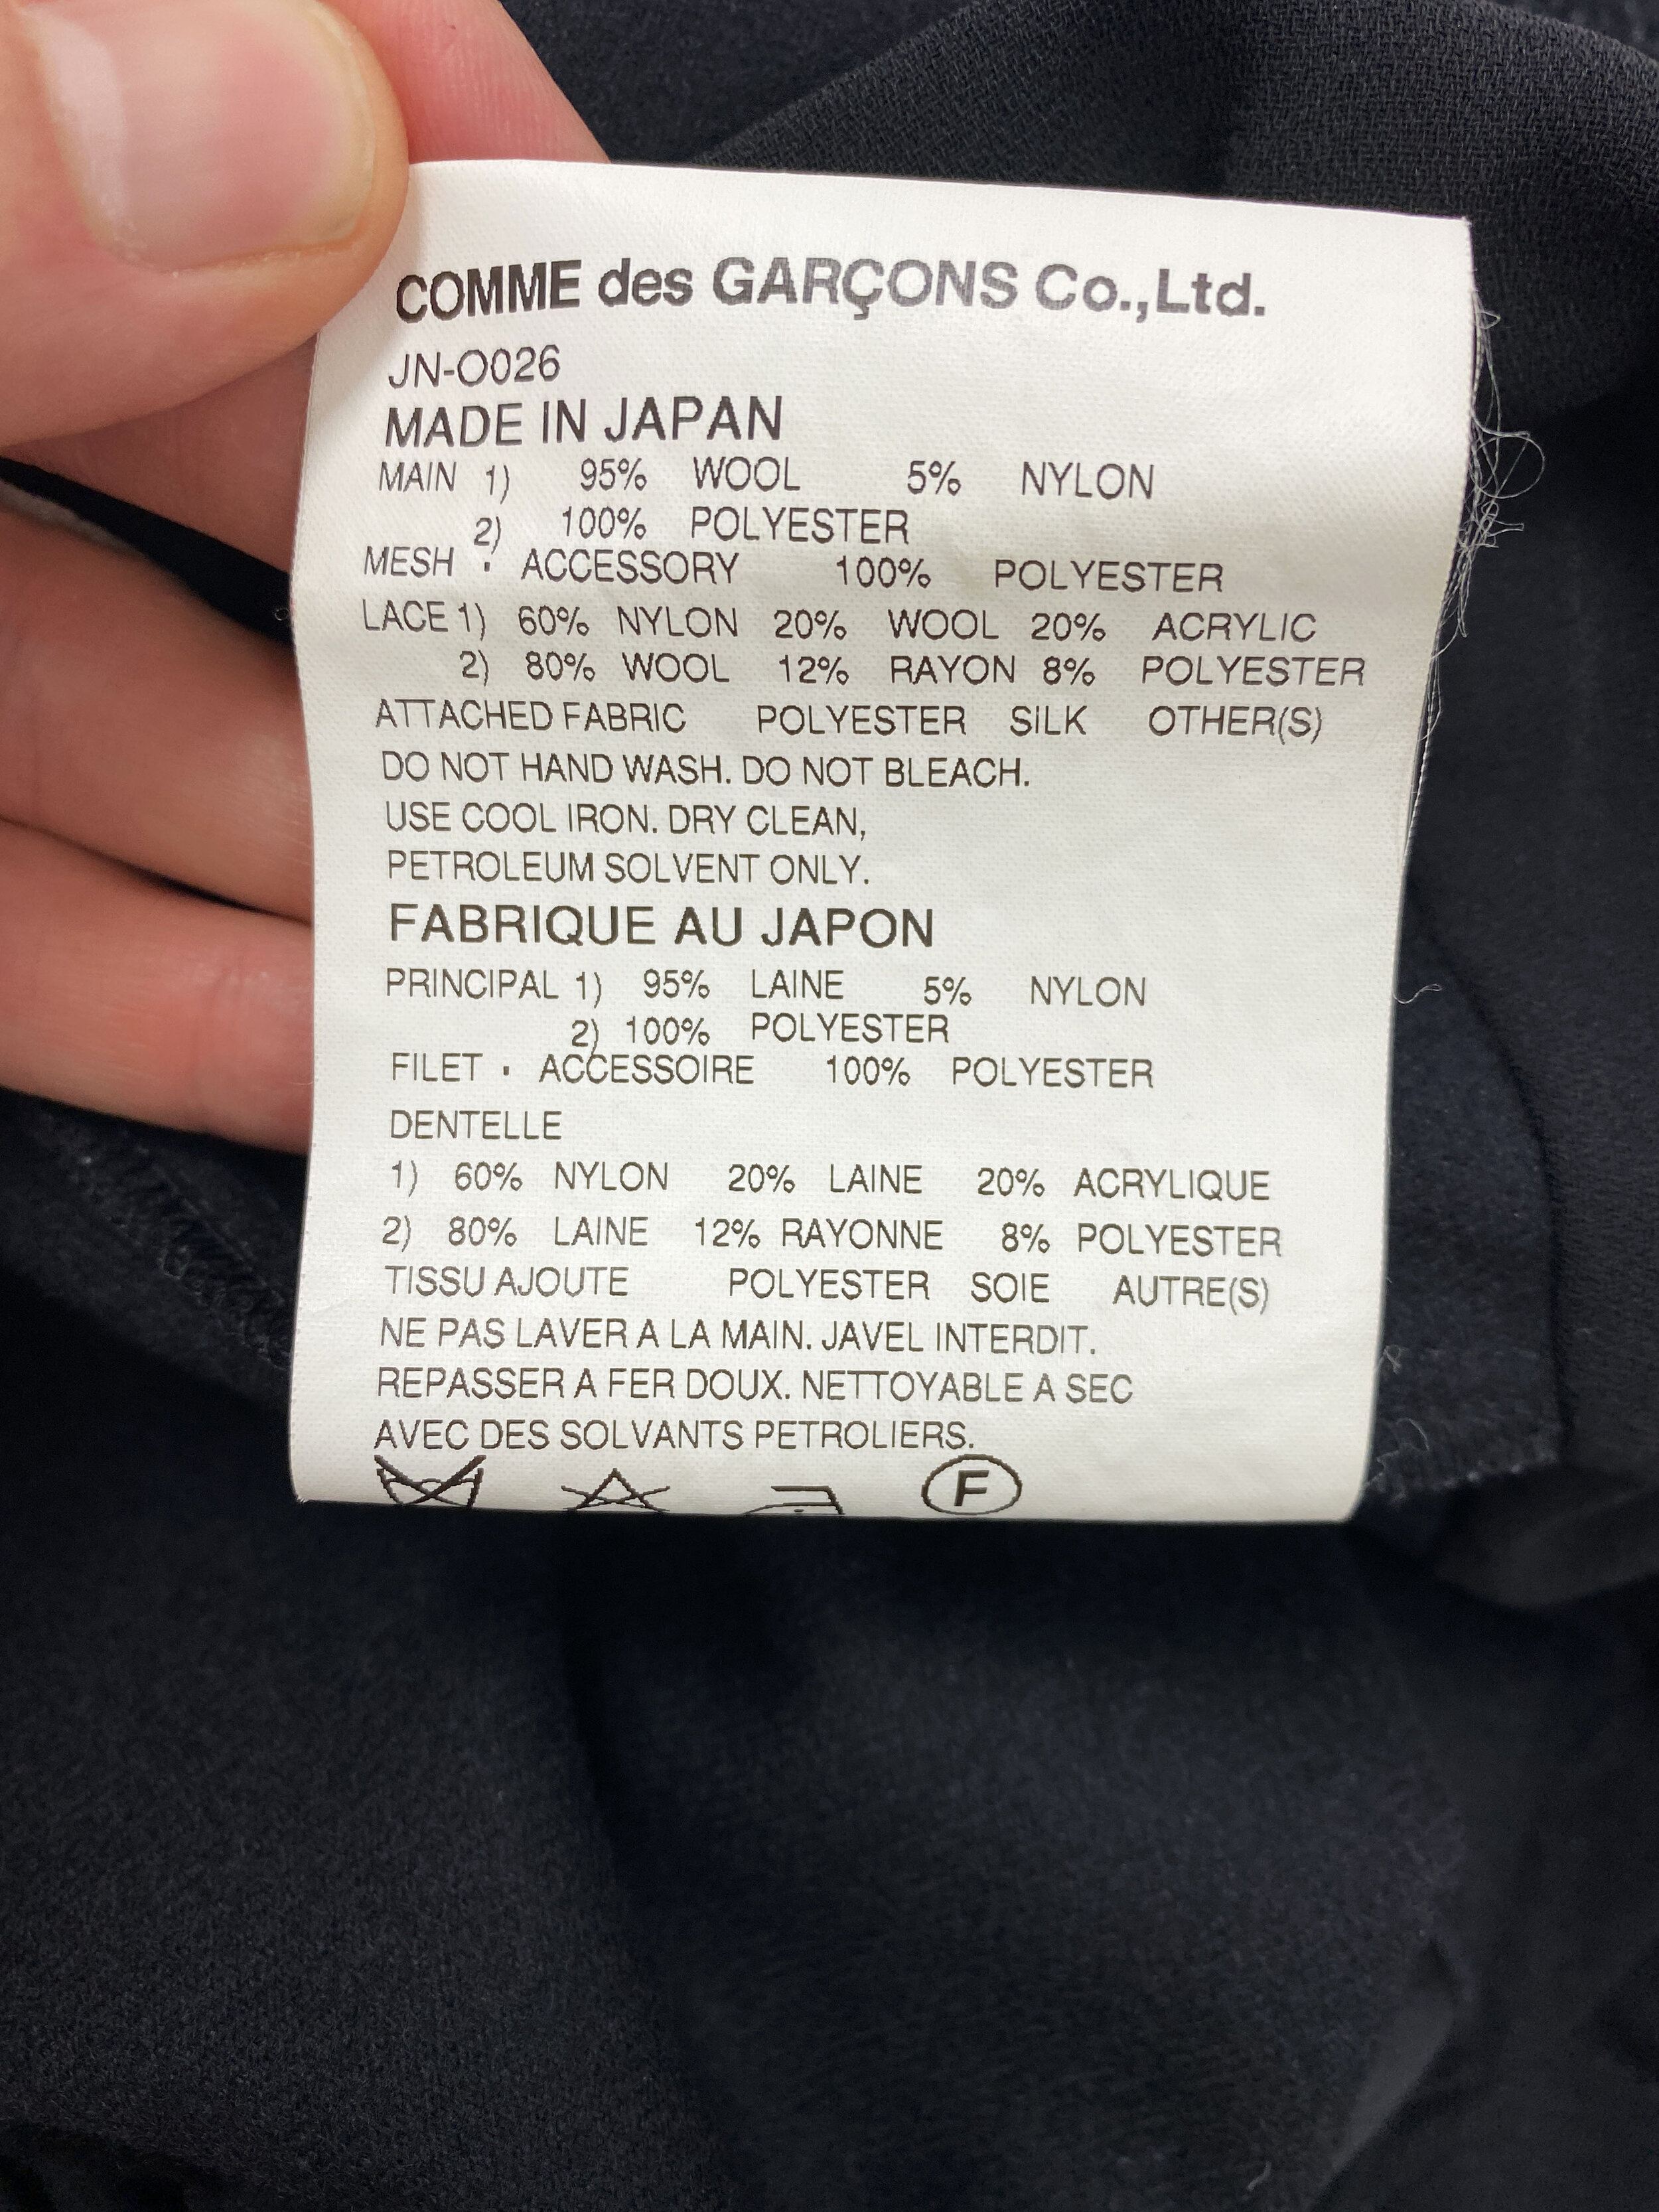 COMME des GARÇONS Co.,Ltd.
JN-O026
MADE IN JAPAN
MAIN 1) 95% WOOL 5% NYLON
2) 100% POLYESTER
MESH · ACCESSORY 100% POLYESTER
LACE 1) 60% NYLON 20% WOOL 20% ACRYLIC
2) 80% WOOL 12% RAYON 8% POLYESTER
ATTACHED FABRIC POLYESTER SILK OTHER(S)
DO NOT HAND WASH. DO NOT BLEACH.
USE COOL IRON. DRY CLEAN,
PETROLEUM SOLVENT ONLY.
FABRIQUE AU JAPON
PRINCIPAL 1) 95% LAINE 5% NYLON
2) 100% POLYESTER
FILET · ACCESSOIRE 100% POLYESTER
DENTELLE
1) 60% NYLON 20% LAINE 20% ACRYLIQUE
2) 80% LAINE 12% RAYONNE 8% POLYESTER
TISSU AJOUTE POLYESTER SOIE AUTRE(S)
NE PAS LAVER A LA MAIN. JAVEL INTERDIT.
REPASSER A FER DOUX. NETTOYABLE A SEC
AVEC DES SOLVANTS PETROLIERS.
F